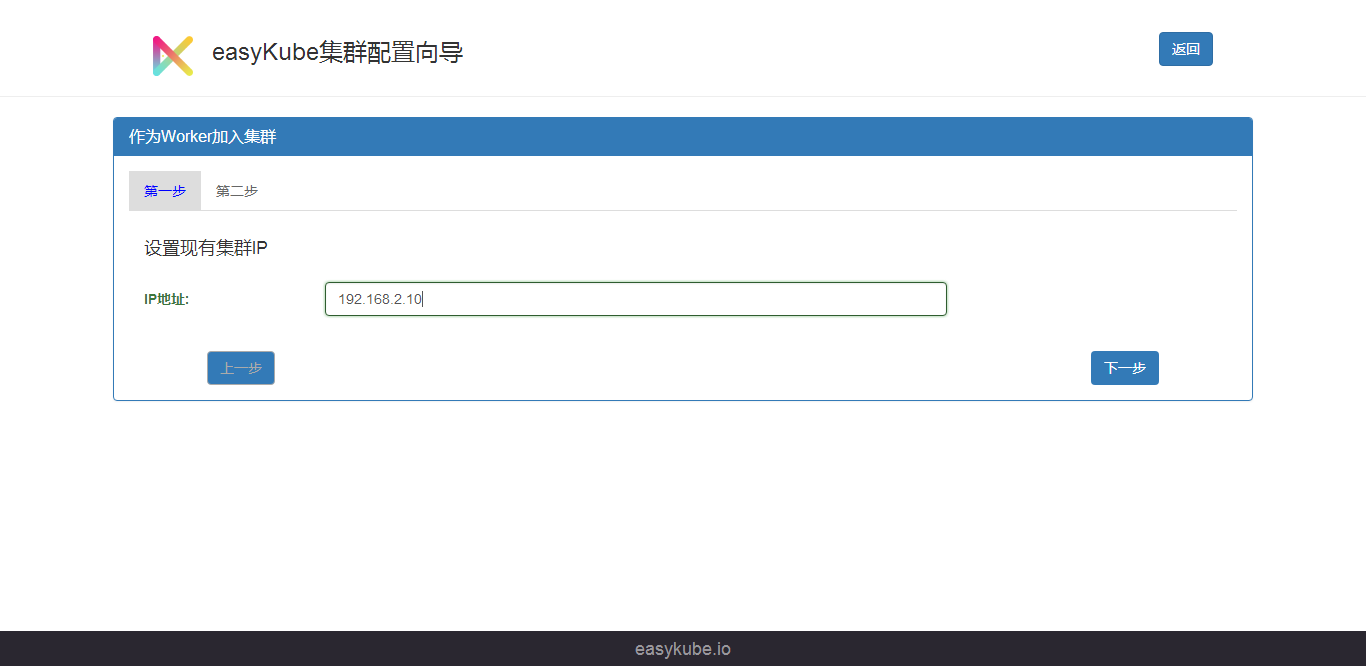 easyKube集群配置向导
返回
作为Worker加入集群
第一步 第二步
设置现有集群IP
IP地址: 192.168.2.10
上一步 下一步
easykube.io